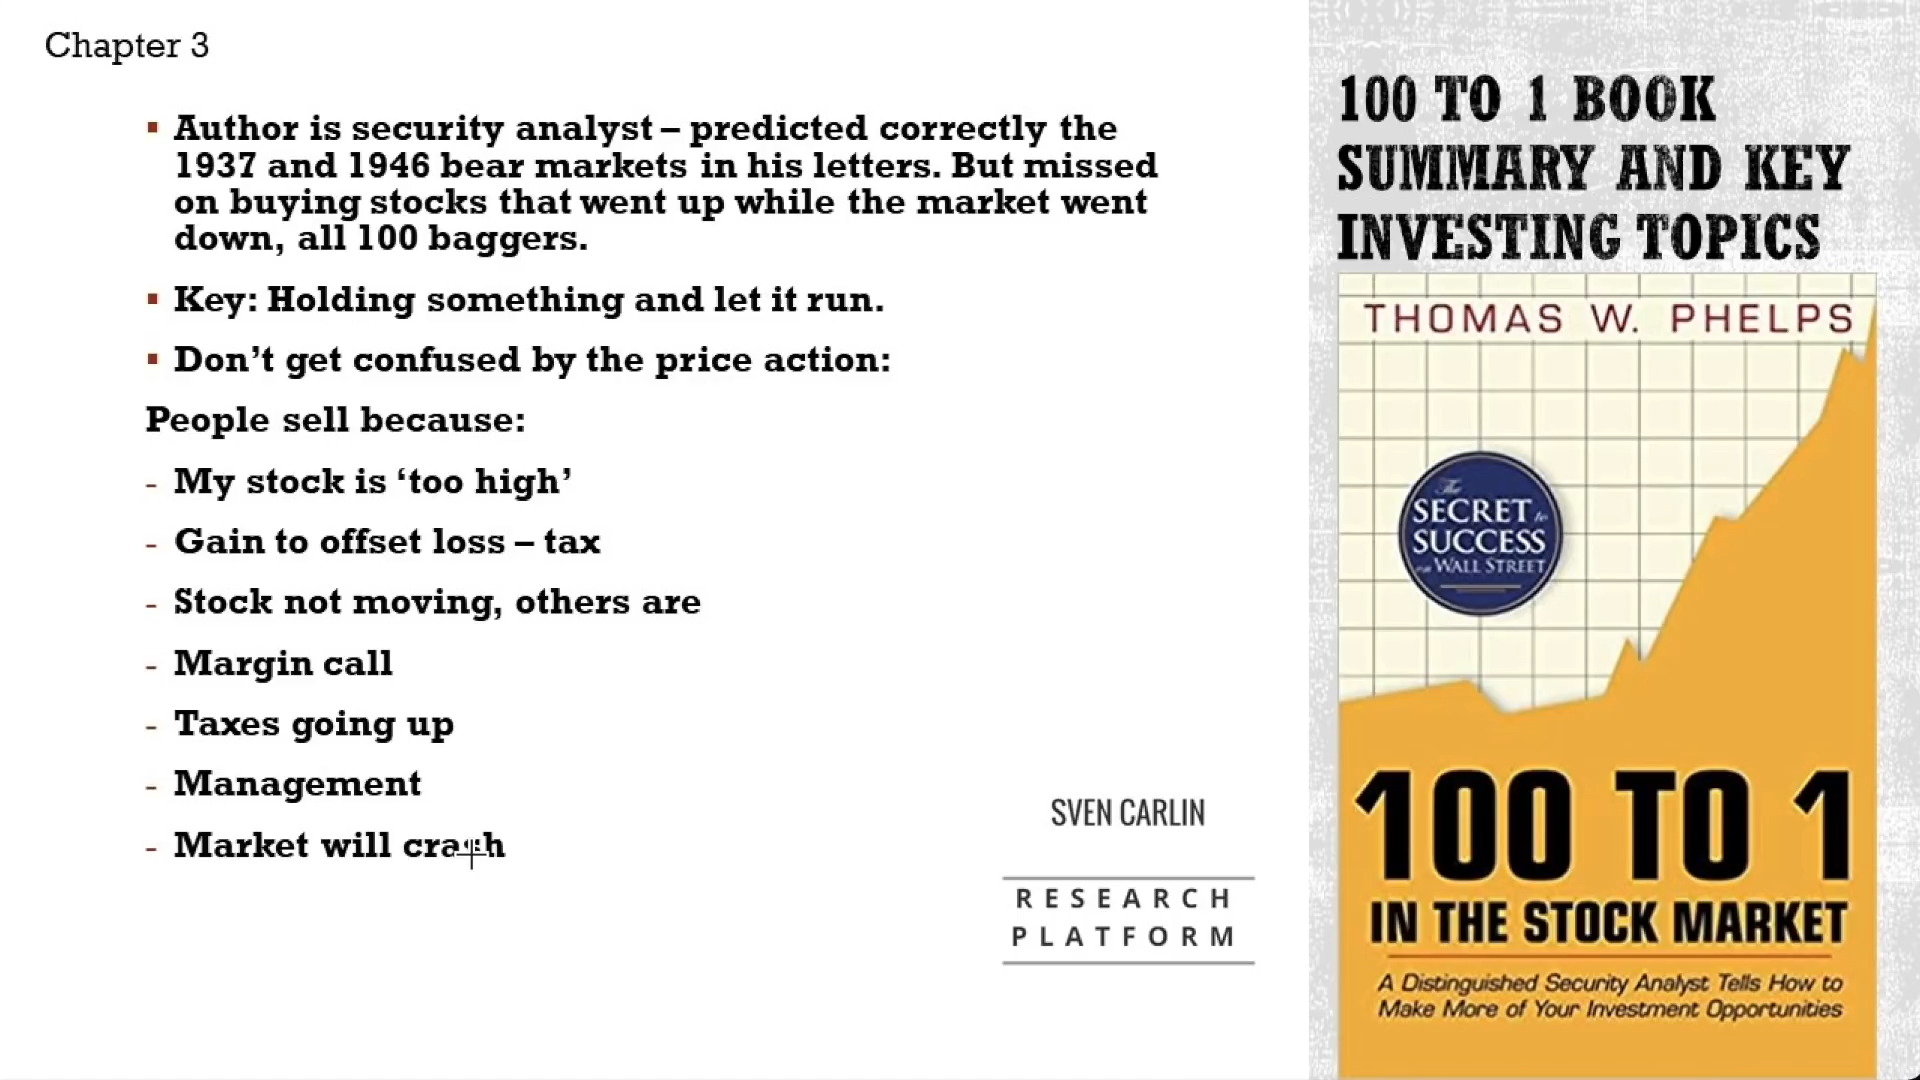 Chapter 3
▪ Author is security analyst – predicted correctly the
1937 and 1946 bear markets in his letters. But missed
on buying stocks that went up while the market went
down, all 100 baggers.
▪ Key: Holding something and let it run.
▪ Don’t get confused by the price action:
People sell because:
- My stock is ‘too high’
- Gain to offset loss – tax
- Stock not moving, others are
- Margin call
- Taxes going up
- Management
- Market will crash
SVEN CARLIN
RESEARCH
PLATFORM
100 TO 1 BOOK
SUMMARY AND KEY
INVESTING TOPICS
THOMAS W. PHELPS
The
SECRET to
SUCCESS
on WALL STREET
100 TO 1
IN THE STOCK MARKET
A Distinguished Security Analyst Tells How to
Make More of Your Investment Opportunities